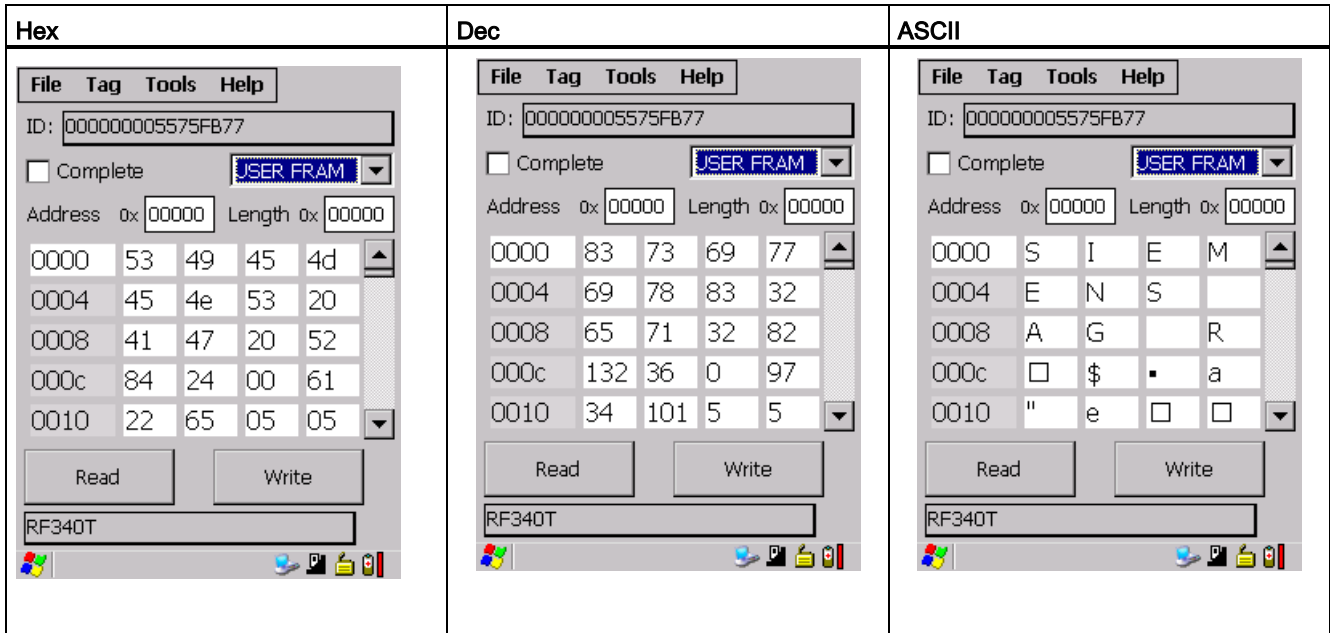 Hex
File Tag Tools Help
ID: 000000005575FB77
Complete USER FRAM
Address 0x 00000 Length 0x 00000
0000 53 49 45 4d
0004 45 4e 53 20
0008 41 47 20 52
000c 84 24 00 61
0010 22 65 05 05
Read Write
RF340T
Dec
File Tag Tools Help
ID: 000000005575FB77
Complete USER FRAM
Address 0x 00000 Length 0x 00000
0000 83 73 69 77
0004 69 78 83 32
0008 65 71 32 82
000c 132 36 0 97
0010 34 101 5 5
Read Write
RF340T
ASCII
File Tag Tools Help
ID: 000000005575FB77
Complete USER FRAM
Address 0x 00000 Length 0x 00000
0000 S I E M
0004 E N S
0008 A G R
000c □ $ ▪ a
0010 " e □ □
Read Write
RF340T